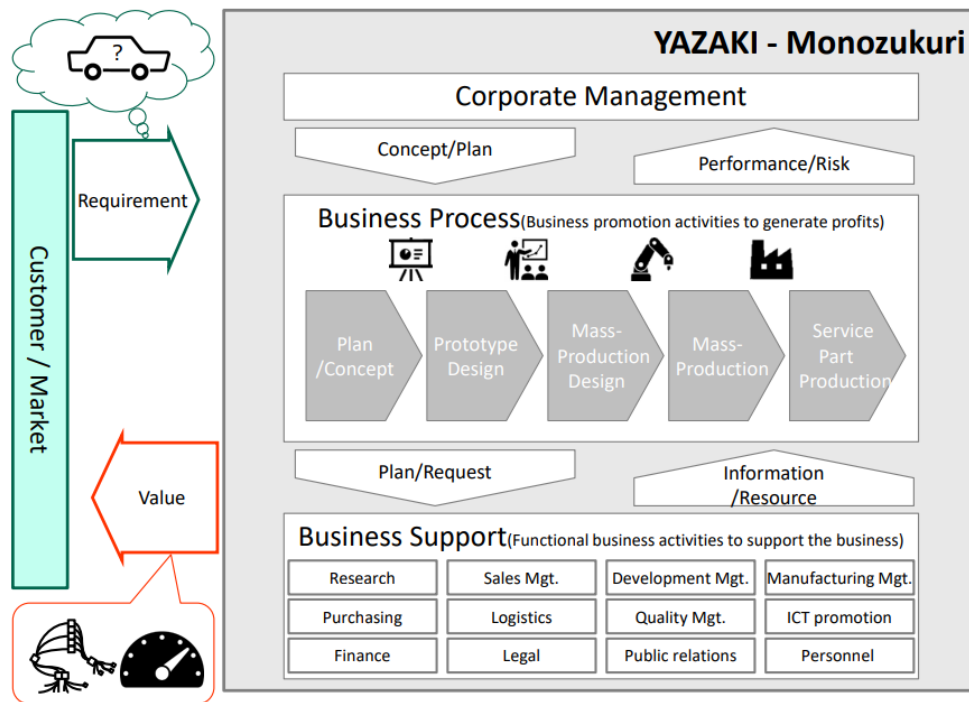 ?
YAZAKI - Monozukuri
Corporate Management
Concept/Plan
Performance/Risk
Requirement
Customer / Market
Business Process(Business promotion activities to generate profits)
Plan
/Concept
Prototype
Design
Mass-
Production
Design
Mass-
Production
Service
Part
Production
Value
Plan/Request
Information
/Resource
Business Support(Functional business activities to support the business)
Research
Sales Mgt.
Development Mgt.
Manufacturing Mgt.
Purchasing
Logistics
Quality Mgt.
ICT promotion
Finance
Legal
Public relations
Personnel